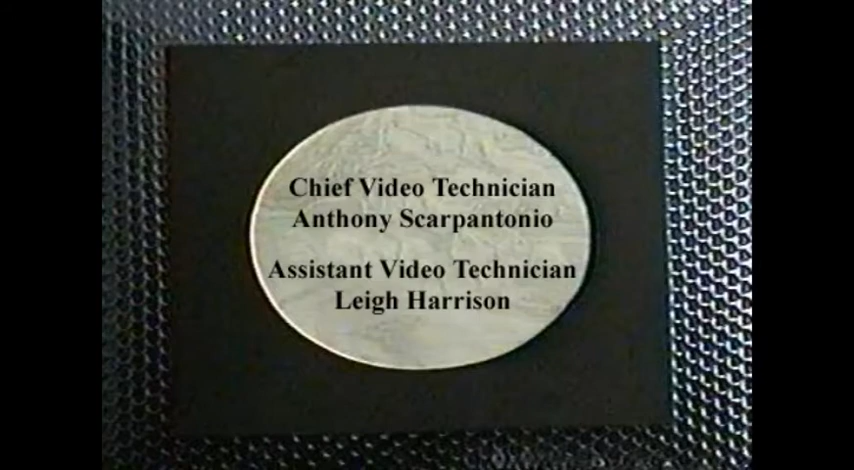 Chief Video Technician
Anthony Scarpantonio
Assistant Video Technician
Leigh Harrison